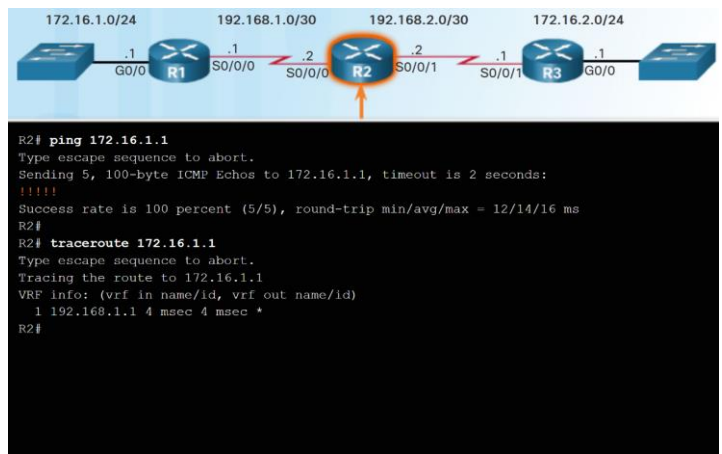 172.16.1.0/24 192.168.1.0/30 192.168.2.0/30 172.16.2.0/24
.1 .1 .2 .2 .1 .1
G0/0 R1 S0/0/0 S0/0/0 R2 S0/0/1 S0/0/1 R3 G0/0
R2# ping 172.16.1.1
Type escape sequence to abort.
Sending 5, 100-byte ICMP Echos to 172.16.1.1, timeout is 2 seconds:
!!!!!
Success rate is 100 percent (5/5), round-trip min/avg/max = 12/14/16 ms
R2#
R2# traceroute 172.16.1.1
Type escape sequence to abort.
Tracing the route to 172.16.1.1
VRF info: (vrf in name/id, vrf out name/id)
1 192.168.1.1 4 msec 4 msec *
R2#